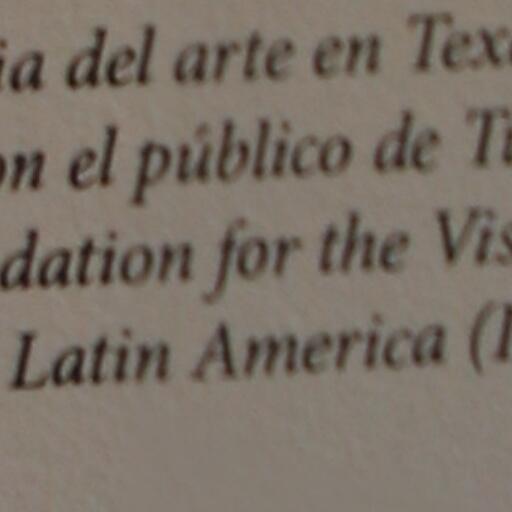 ia del arte en Tex
on el público de Ti
dation for the Vis
Latin America (